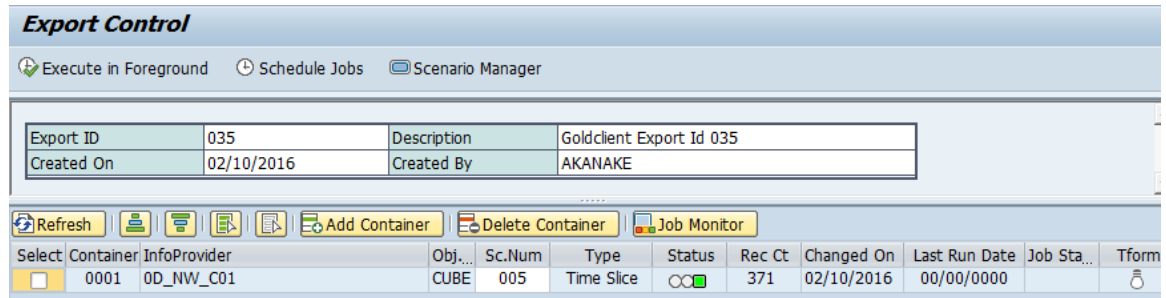 Export Control
Execute in Foreground Schedule Jobs Scenario Manager
Export ID 035 Description Goldclient Export Id 035
Created On 02/10/2016 Created By AKANAKE
Refresh Add Container Delete Container Job Monitor
Select Container InfoProvider Obj... Sc.Num Type Status Rec Ct Changed On Last Run Date Job Sta... Tform
0001 0D_NW_C01 CUBE 005 Time Slice 371 02/10/2016 00/00/0000